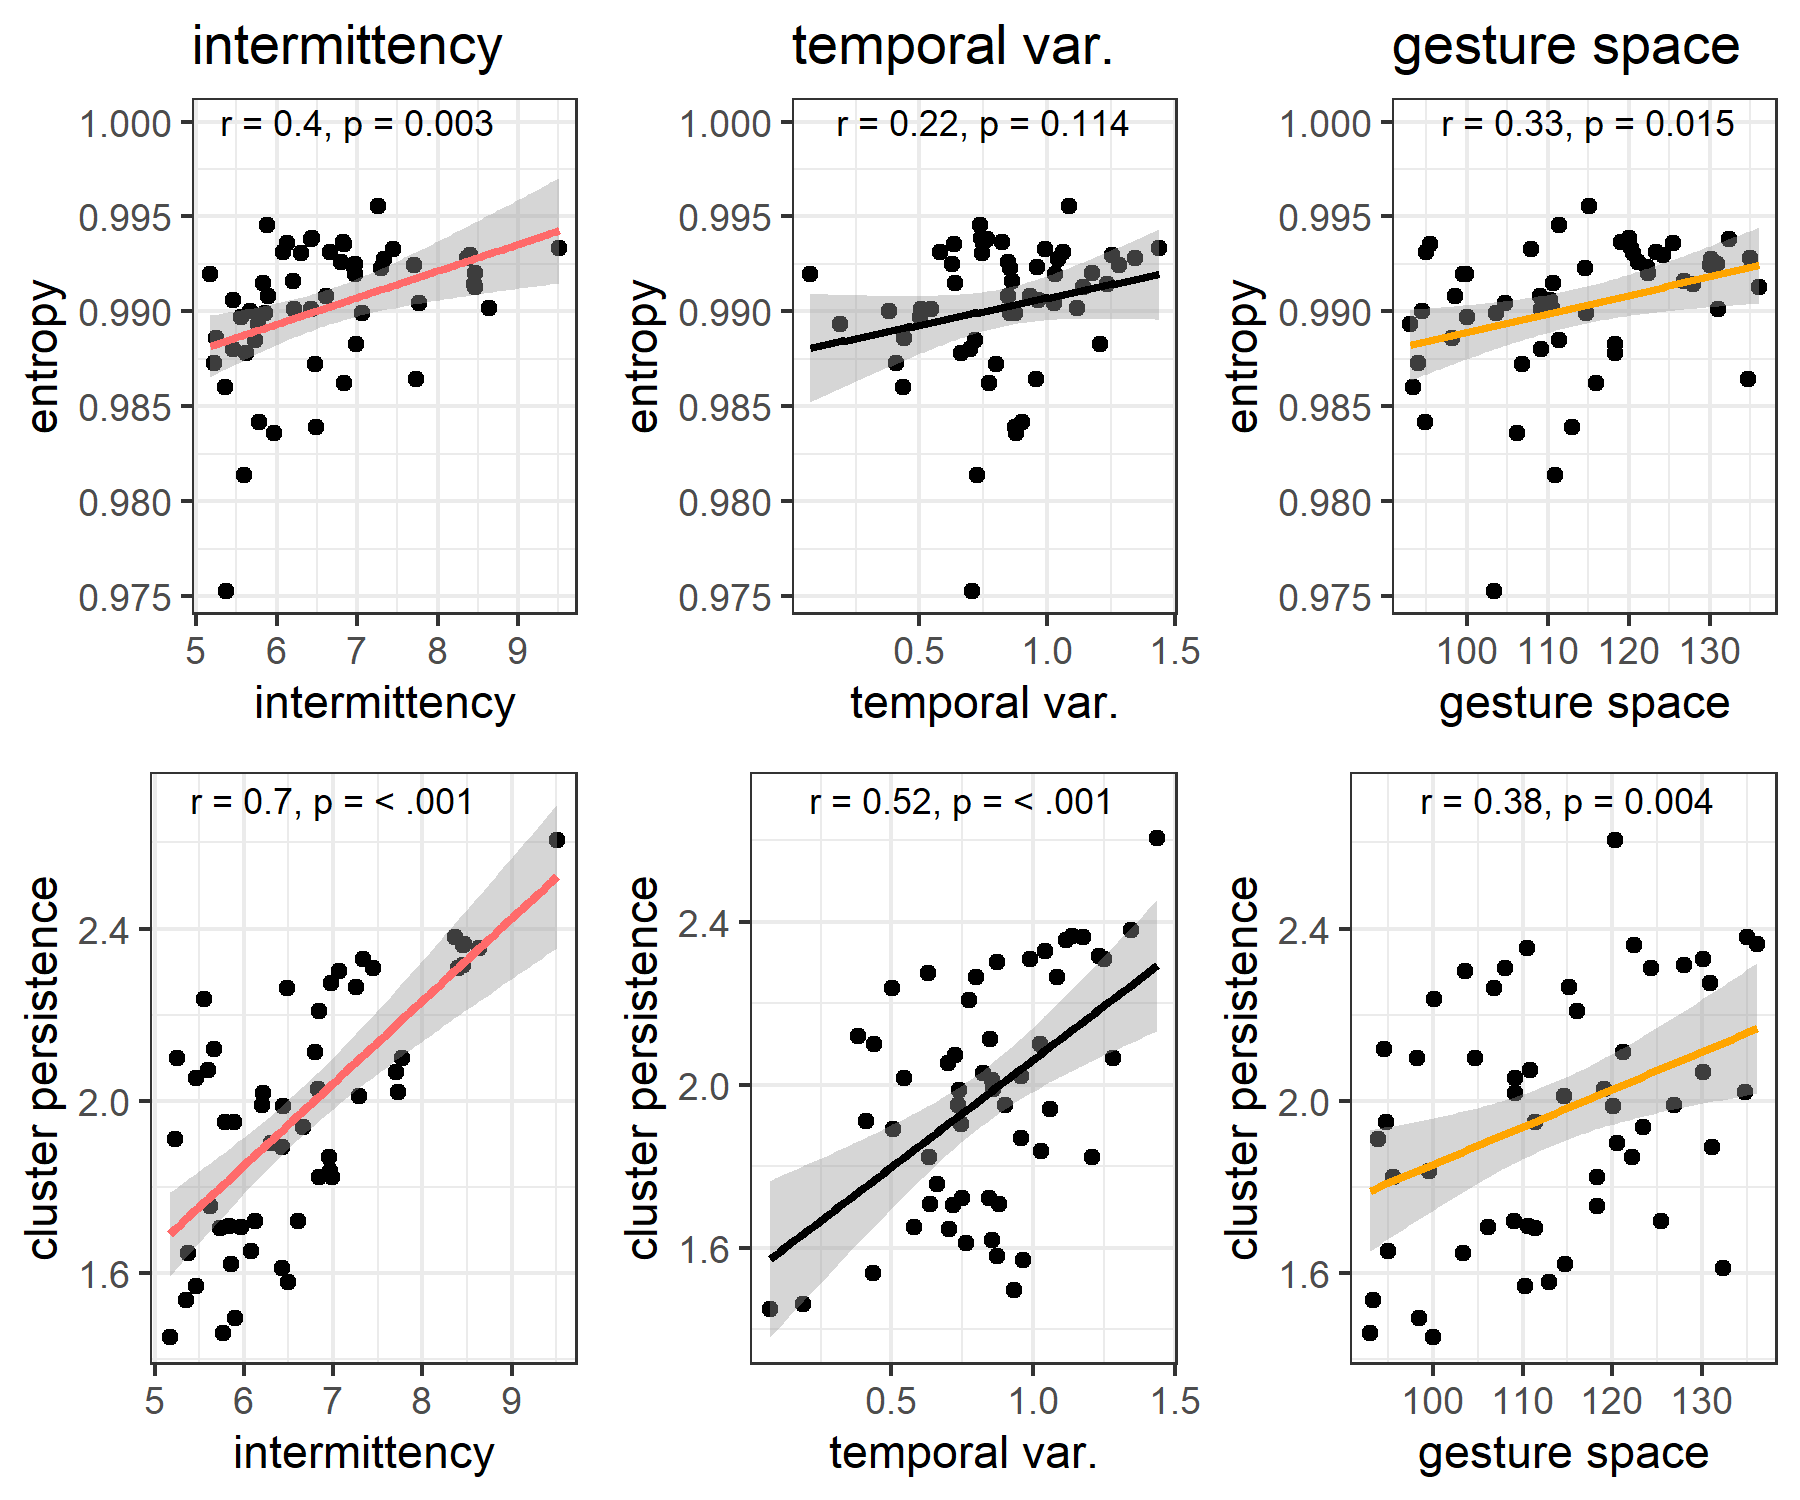 intermittency
temporal var.
gesture space
r = 0.4, p = 0.003
r = 0.22, p = 0.114
r = 0.33, p = 0.015
1.000
0.995
0.990
0.985
0.980
0.975
entropy
5 6 7 8 9
intermittency
1.000
0.995
0.990
0.985
0.980
0.975
entropy
0.5 1.0 1.5
temporal var.
1.000
0.995
0.990
0.985
0.980
0.975
entropy
100 110 120 130
gesture space
r = 0.7, p = < .001
r = 0.52, p = < .001
r = 0.38, p = 0.004
2.4
2.0
1.6
cluster persistence
5 6 7 8 9
intermittency
2.4
2.0
1.6
cluster persistence
0.5 1.0 1.5
temporal var.
2.4
2.0
1.6
cluster persistence
100 110 120 130
gesture space